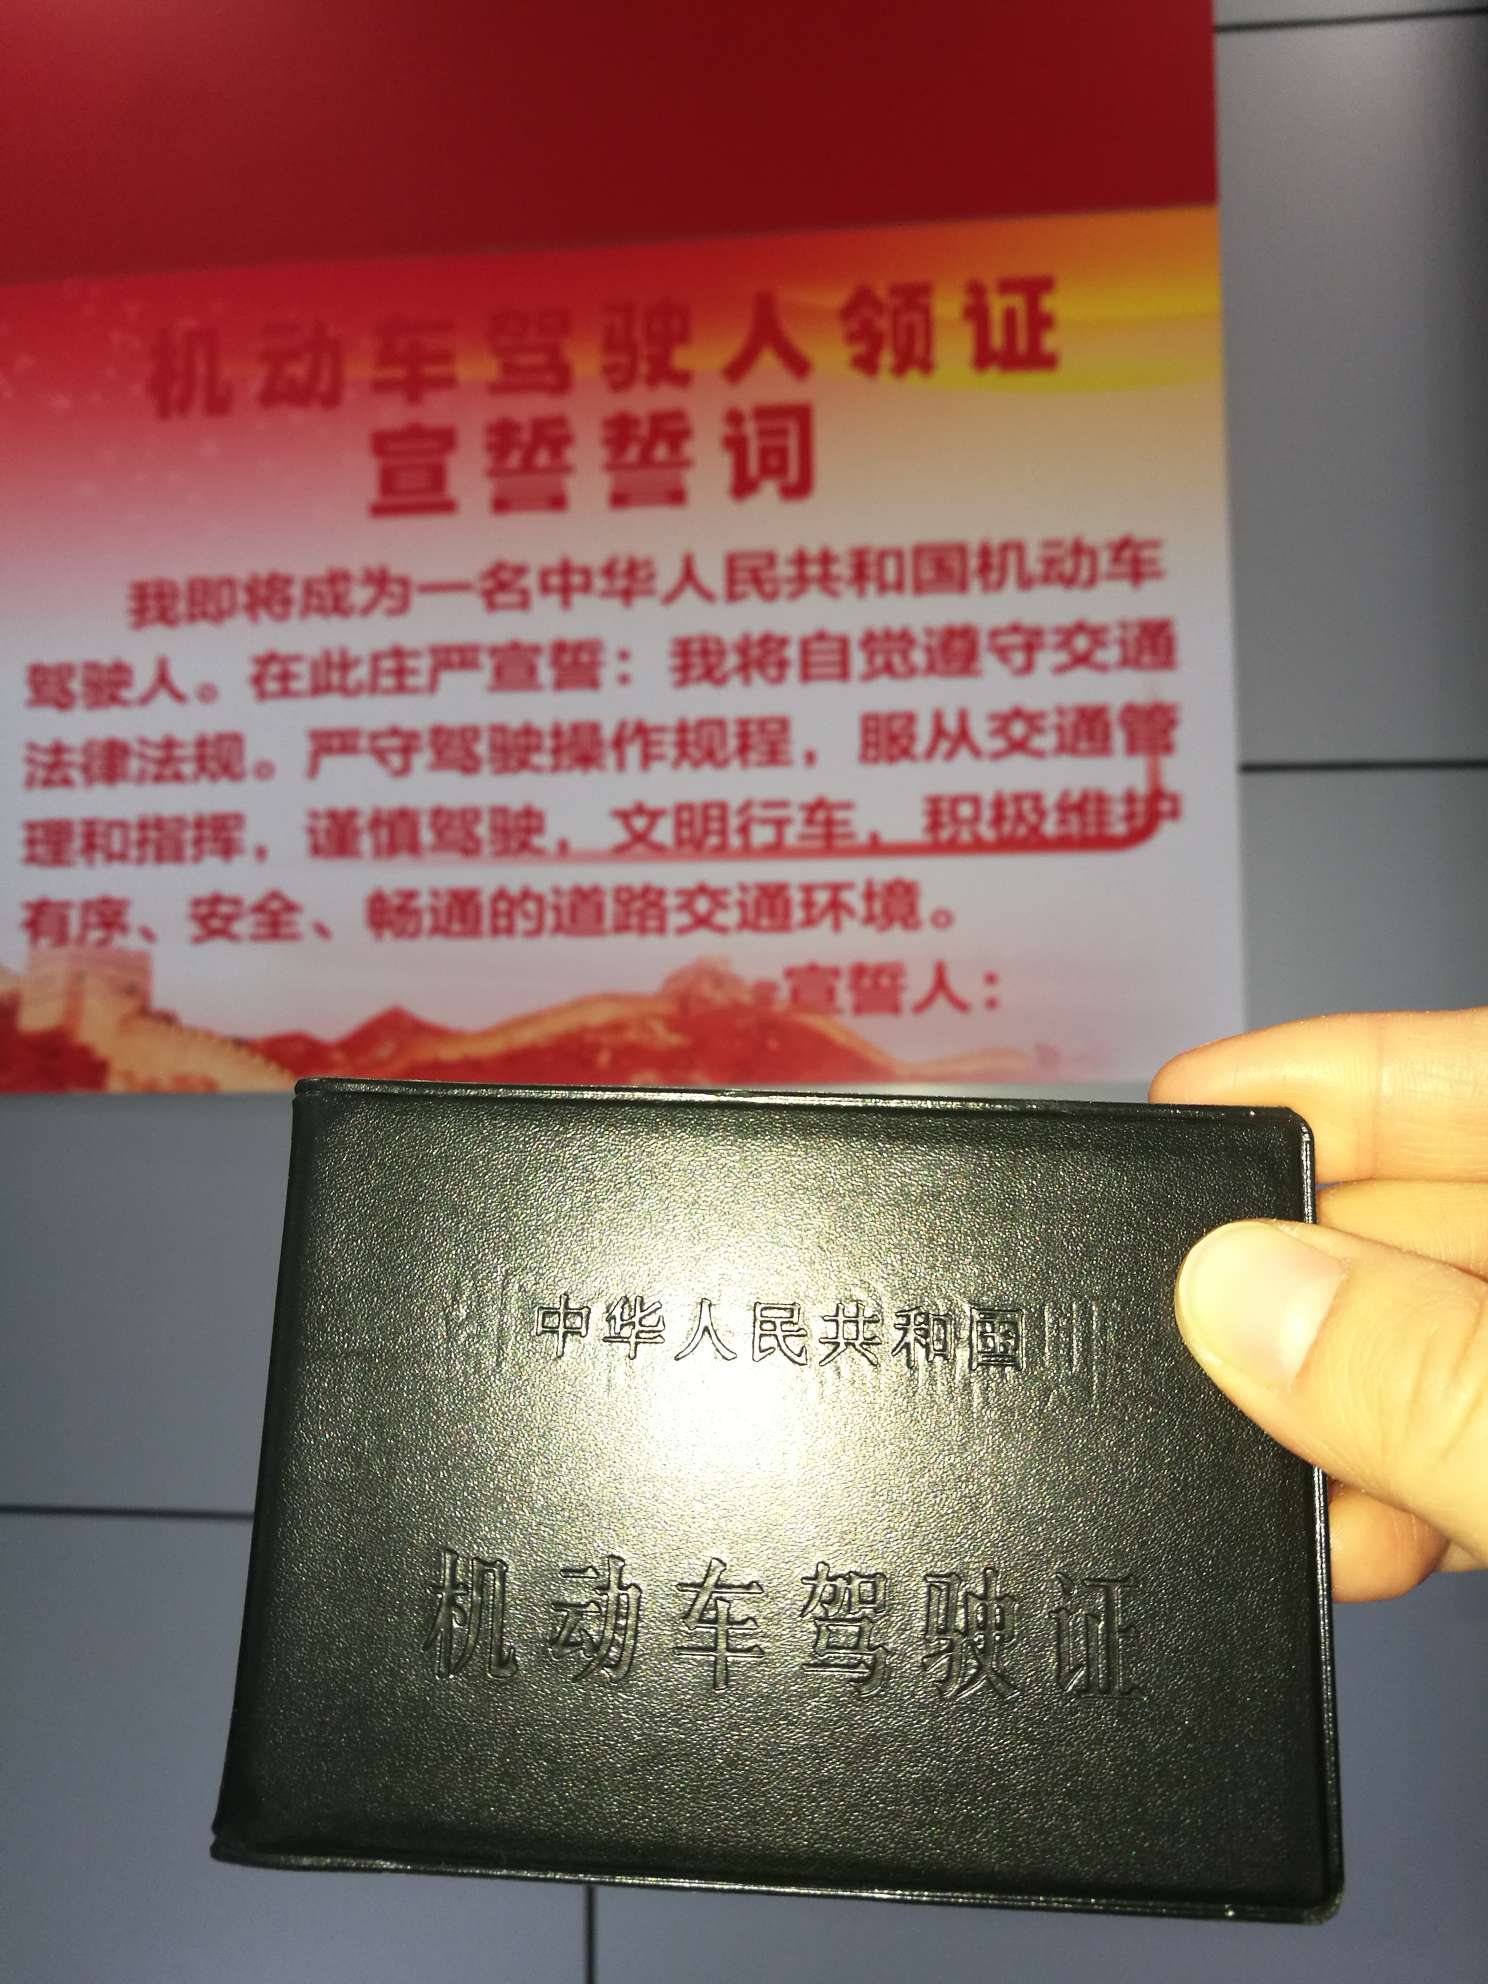 机动车驾驶人领证
宣誓誓词
我即将成为一名中华人民共和国机动车
驾驶人。在此庄严宣誓：我将自觉遵守交通
法律法规。严守驾驶操作规程，服从交通管
理和指挥，谨慎驾驶，文明行车，积极维护
有序、安全、畅通的道路交通环境。
宣誓人：
中华人民共和国
机动车驾驶证